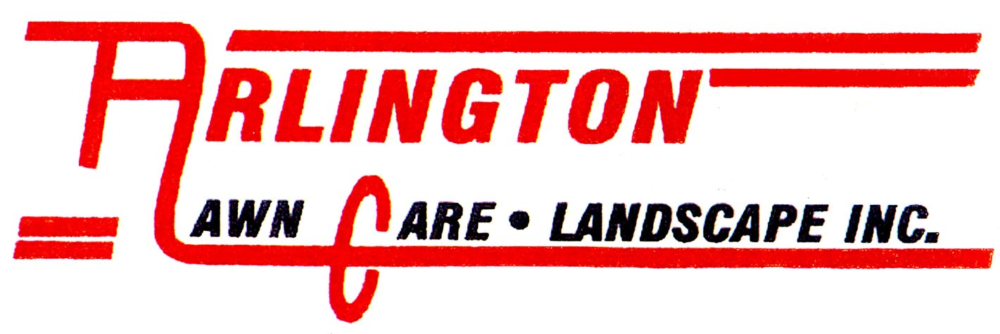 ARLINGTON
LAWN CARE • LANDSCAPE INC.